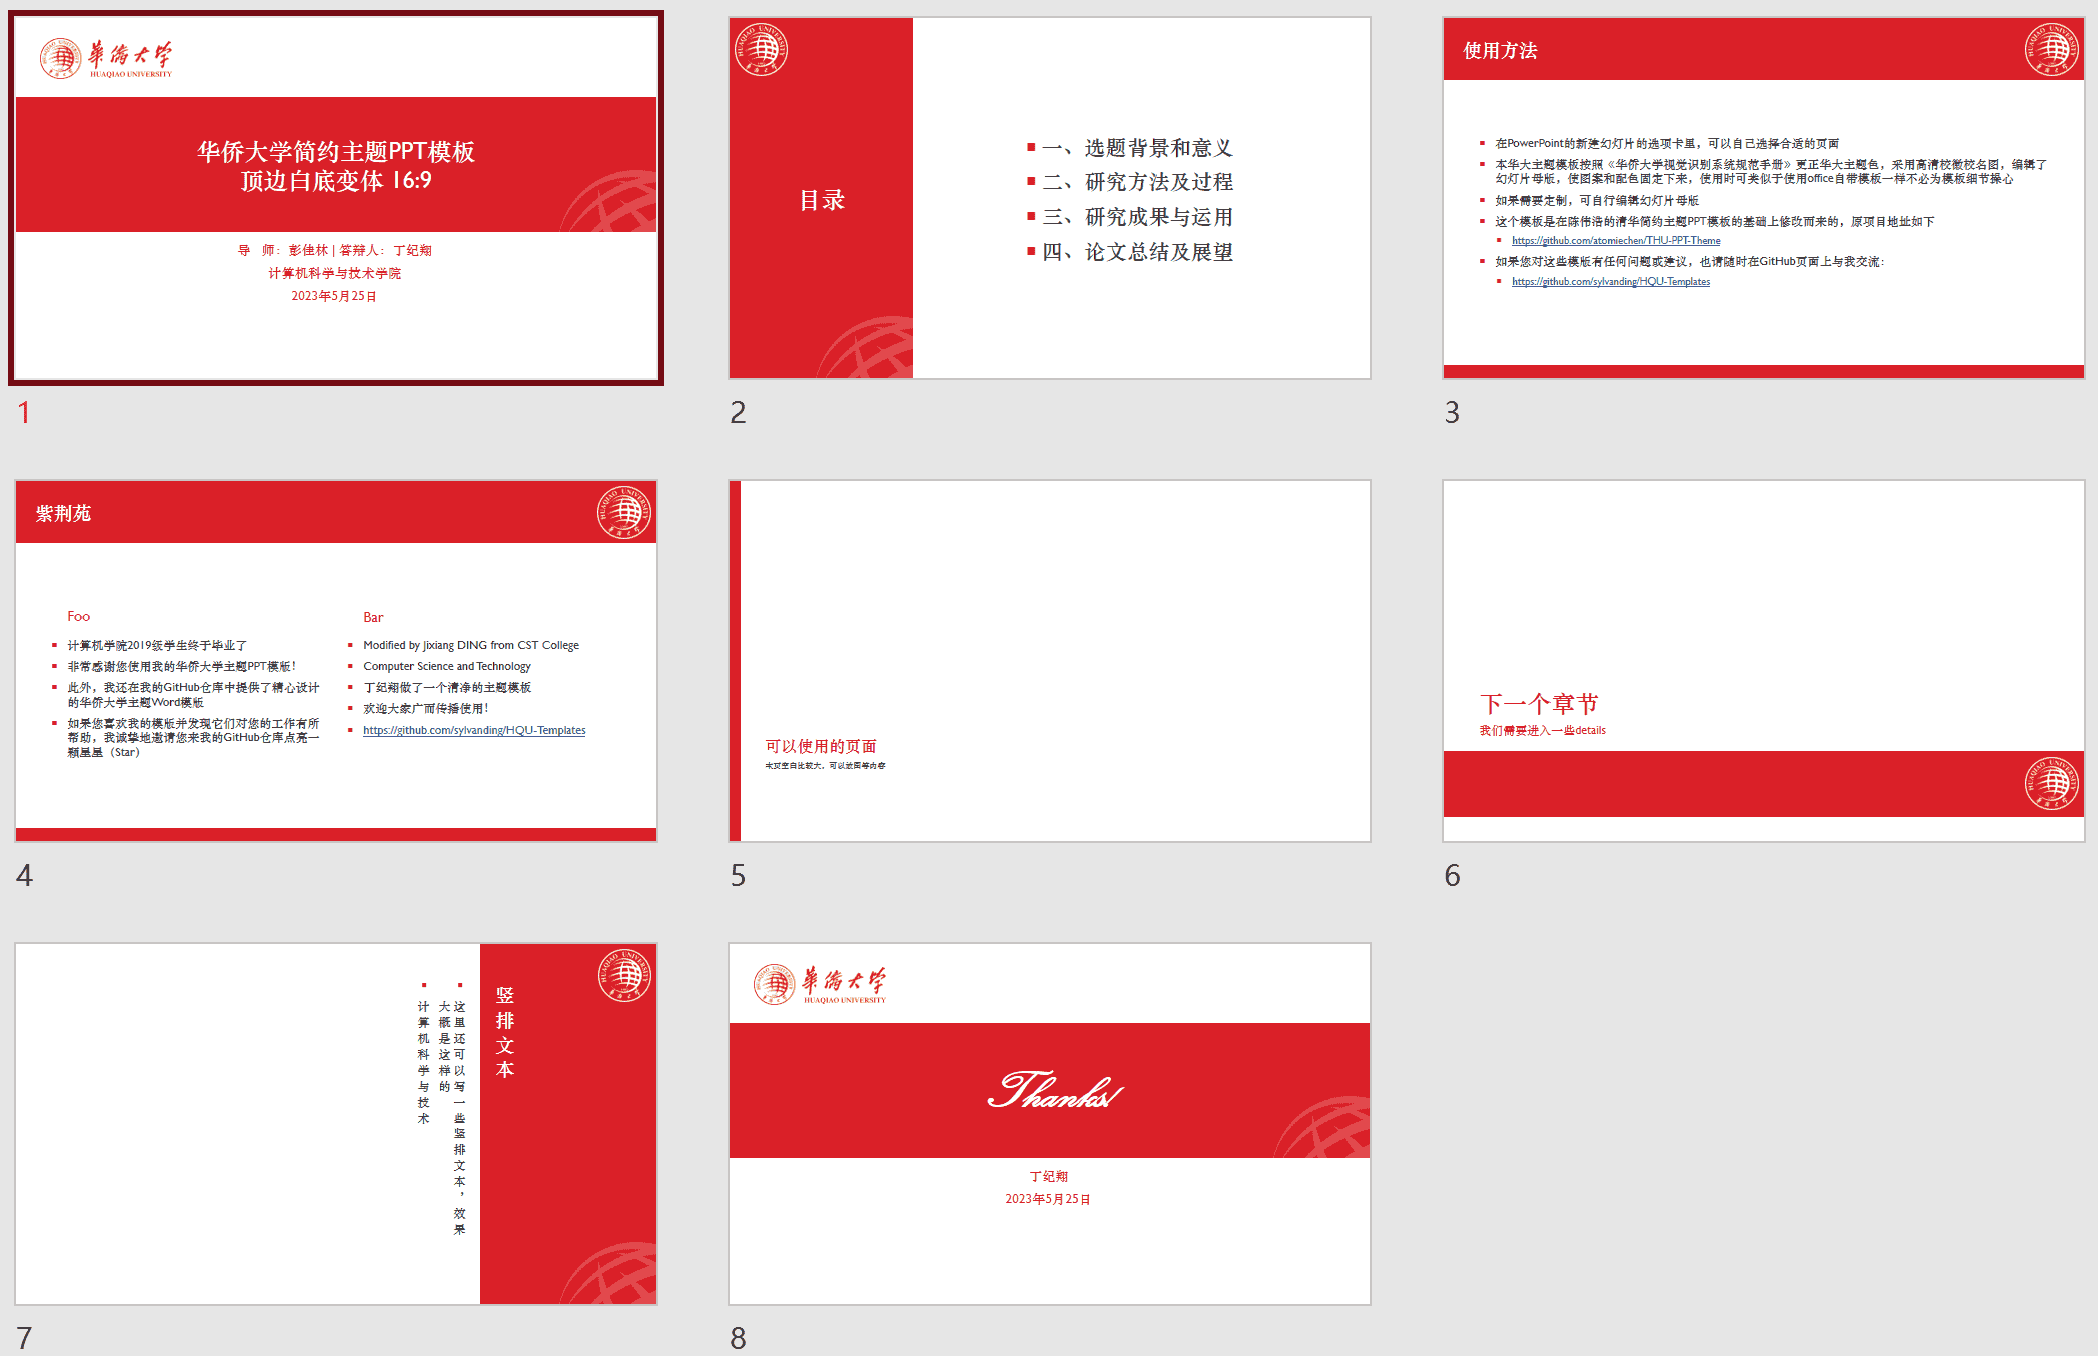 華僑大学
HUAQIAO UNIVERSITY
华侨大学简约主题PPT模板
顶边白底变体 16:9
导　师：彭佳林 | 答辩人：丁纪翔
计算机科学与技术学院
2023年5月25日
1
HUAQIAO UNIVERSITY
目录
一、选题背景和意义
二、研究方法及过程
三、研究成果与运用
四、论文总结及展望
2
使用方法
HUAQIAO UNIVERSITY
在PowerPoint的新建幻灯片的选项卡里，可以自己选择合适的页面
本华大主题模板按照《华侨大学视觉识别系统规范手册》更正华大主题色，采用高清校徽校名图，编辑了
幻灯片母版，使图案和配色固定下来，使用时可类似于使用office自带模板一样不必为模板细节操心
如果需要定制，可自行编辑幻灯片母版
这个模板是在陈伟浩的清华简约主题PPT模板的基础上修改而来的，原项目地址如下
https://github.com/atomiechen/THU-PPT-Theme
如果您对这些模版有任何问题或建议，也请随时在GitHub页面上与我交流：
https://github.com/sylvanding/HQU-Templates
3
紫荆苑
HUAQIAO UNIVERSITY
Foo
计算机学院2019级学生终于毕业了
非常感谢您使用我的华侨大学主题PPT模版！
此外，我还在我的GitHub仓库中提供了精心设计
的华侨大学主题Word模版
如果您喜欢我的模版并发现它们对您的工作有所
帮助，我诚挚地邀请您来我的GitHub仓库点亮一
颗星星（Star）
Bar
Modified by Jixiang DING from CST College
Computer Science and Technology
丁纪翔做了一个清净的主题模板
欢迎大家广而传播使用！
https://github.com/sylvanding/HQU-Templates
4
可以使用的页面
本页空白比较大，可以放图等内容
5
下一个章节
我们需要进入一些details
HUAQIAO UNIVERSITY
6
HUAQIAO UNIVERSITY
竖排文本
这里还可以写一些竖排文本，效果
大概是这样的
计算机科学与技术
7
華僑大学
HUAQIAO UNIVERSITY
Thanks!
丁纪翔
2023年5月25日
8